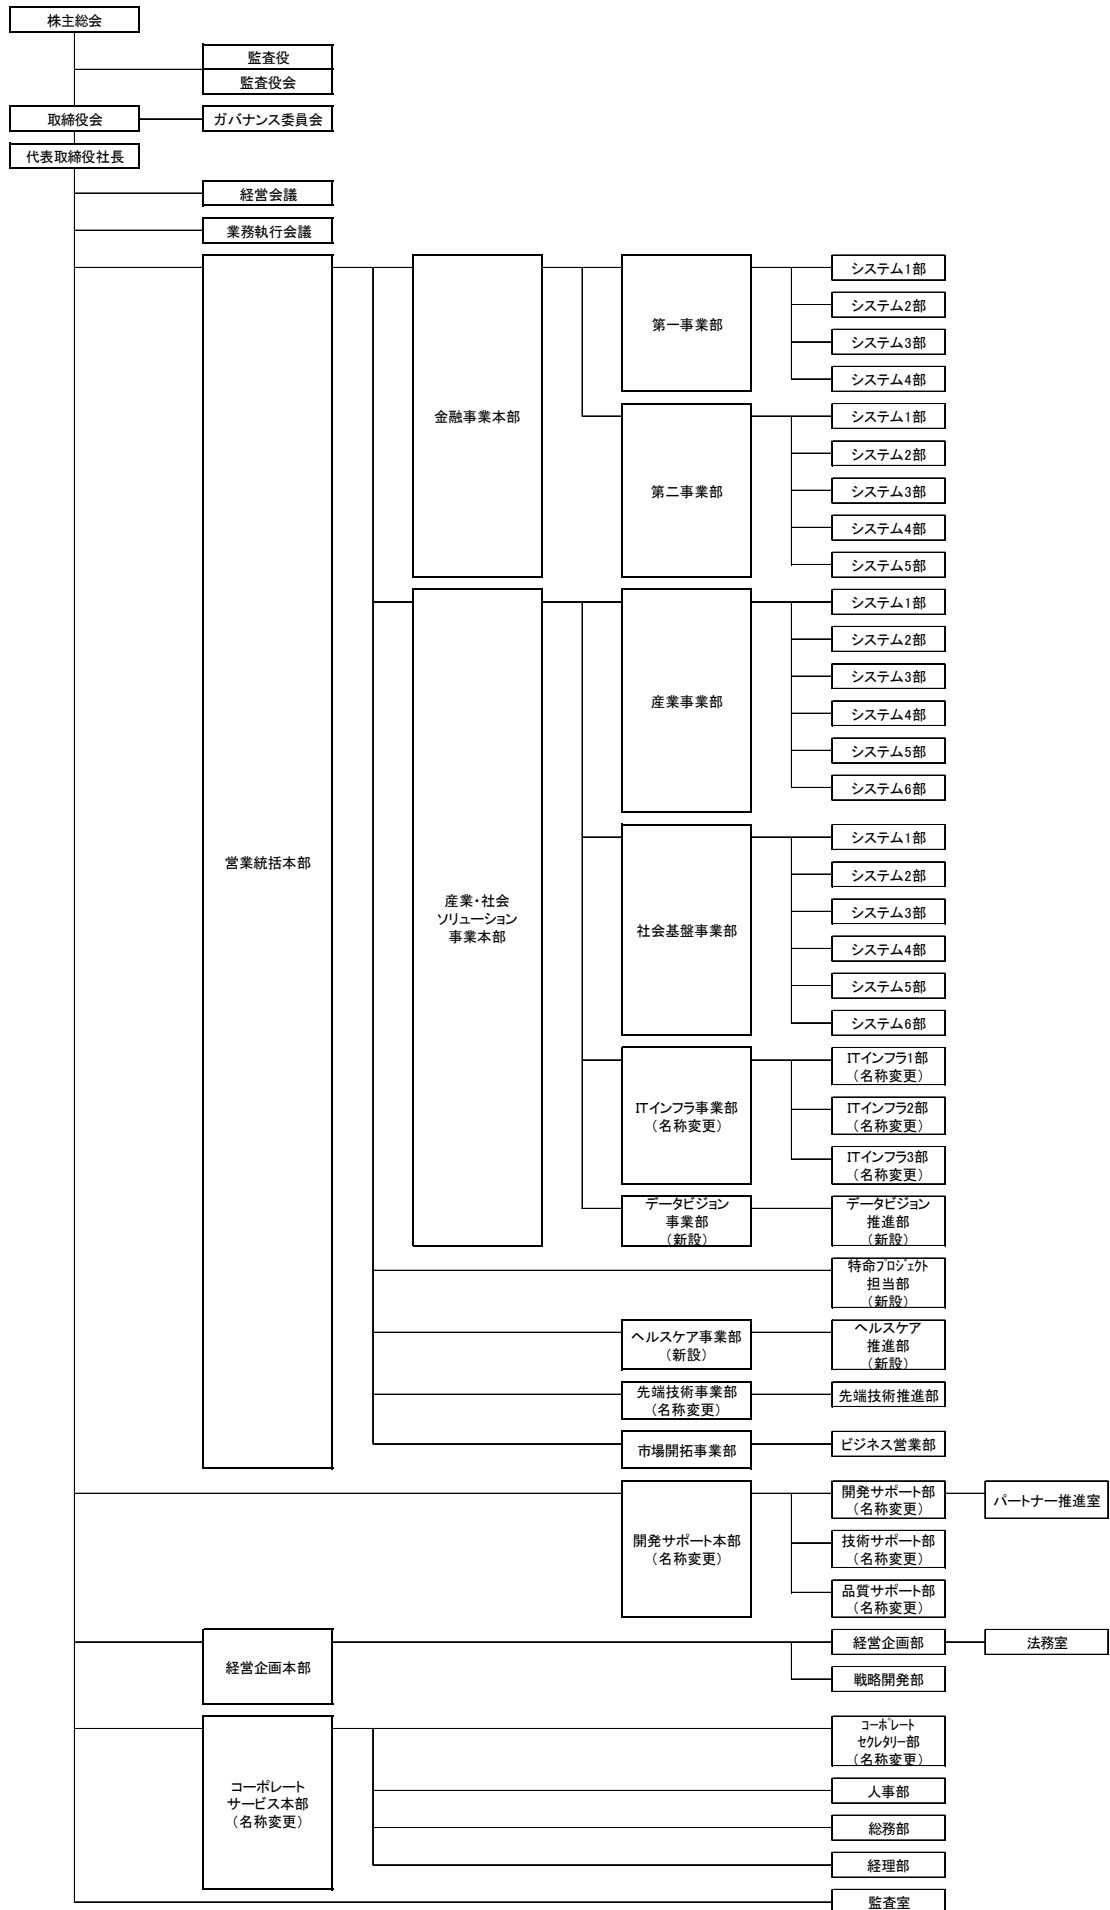 株主総会
監査役
監査役会
取締役会
ガバナンス委員会
代表取締役社長
経営会議
業務執行会議
営業統括本部
金融事業本部
第一事業部
システム1部
システム2部
システム3部
システム4部
第二事業部
システム1部
システム2部
システム3部
システム4部
システム5部
産業・社会
ソリューション
事業本部
産業事業部
システム1部
システム2部
システム3部
システム4部
システム5部
システム6部
社会基盤事業部
システム1部
システム2部
システム3部
システム4部
システム5部
システム6部
ITインフラ事業部
（名称変更）
ITインフラ1部
（名称変更）
ITインフラ2部
（名称変更）
ITインフラ3部
（名称変更）
データビジョン
事業部
（新設）
データビジョン
推進部
（新設）
特命プロジェクト
担当部
（新設）
ヘルスケア事業部
（新設）
ヘルスケア
推進部
（新設）
先端技術事業部
（名称変更）
先端技術推進部
市場開拓事業部
ビジネス営業部
開発サポート本部
（名称変更）
開発サポート部
（名称変更）
パートナー推進室
技術サポート部
（名称変更）
品質サポート部
（名称変更）
経営企画本部
経営企画部
法務室
戦略開発部
コーポレート
サービス本部
（名称変更）
コーポレート
セクレタリー部
（名称変更）
人事部
総務部
経理部
監査室